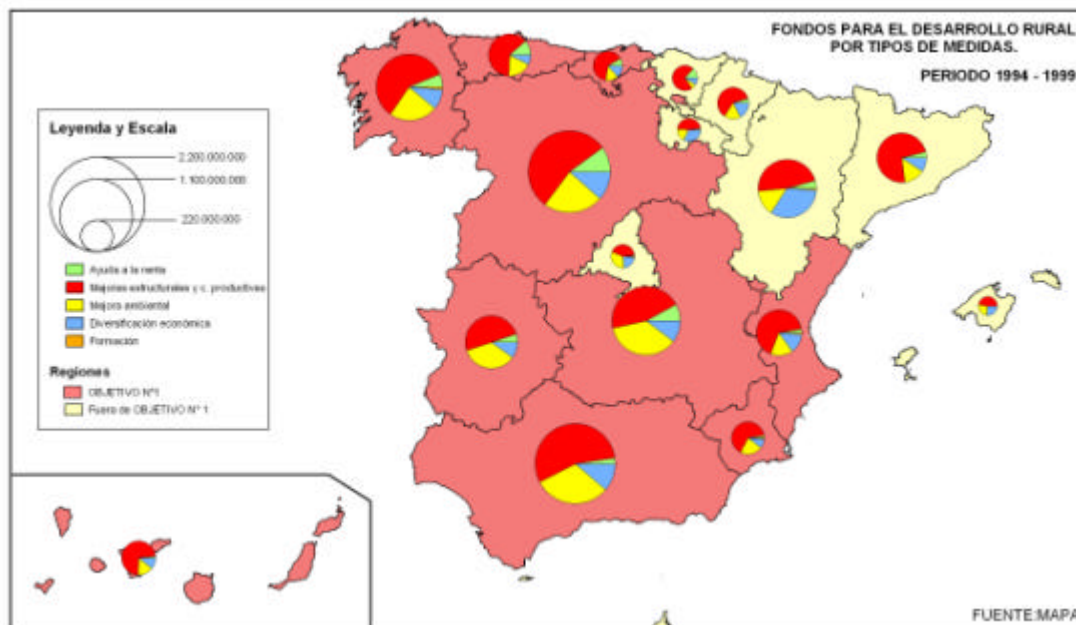 FONDOS PARA EL DESARROLLO RURAL
POR TIPOS DE MEDIDAS.
PERIODO 1994 - 1999
Leyenda y Escala
2.200.000.000
1.100.000.000
220.000.000
Ayuda a la renta
Mejoras estructurales y c. productivas
Mejora ambiental
Diversificación económica
Formación
Regiones
OBJETIVO Nº1
Fuera de OBJETIVO Nº 1
FUENTE:MAPA